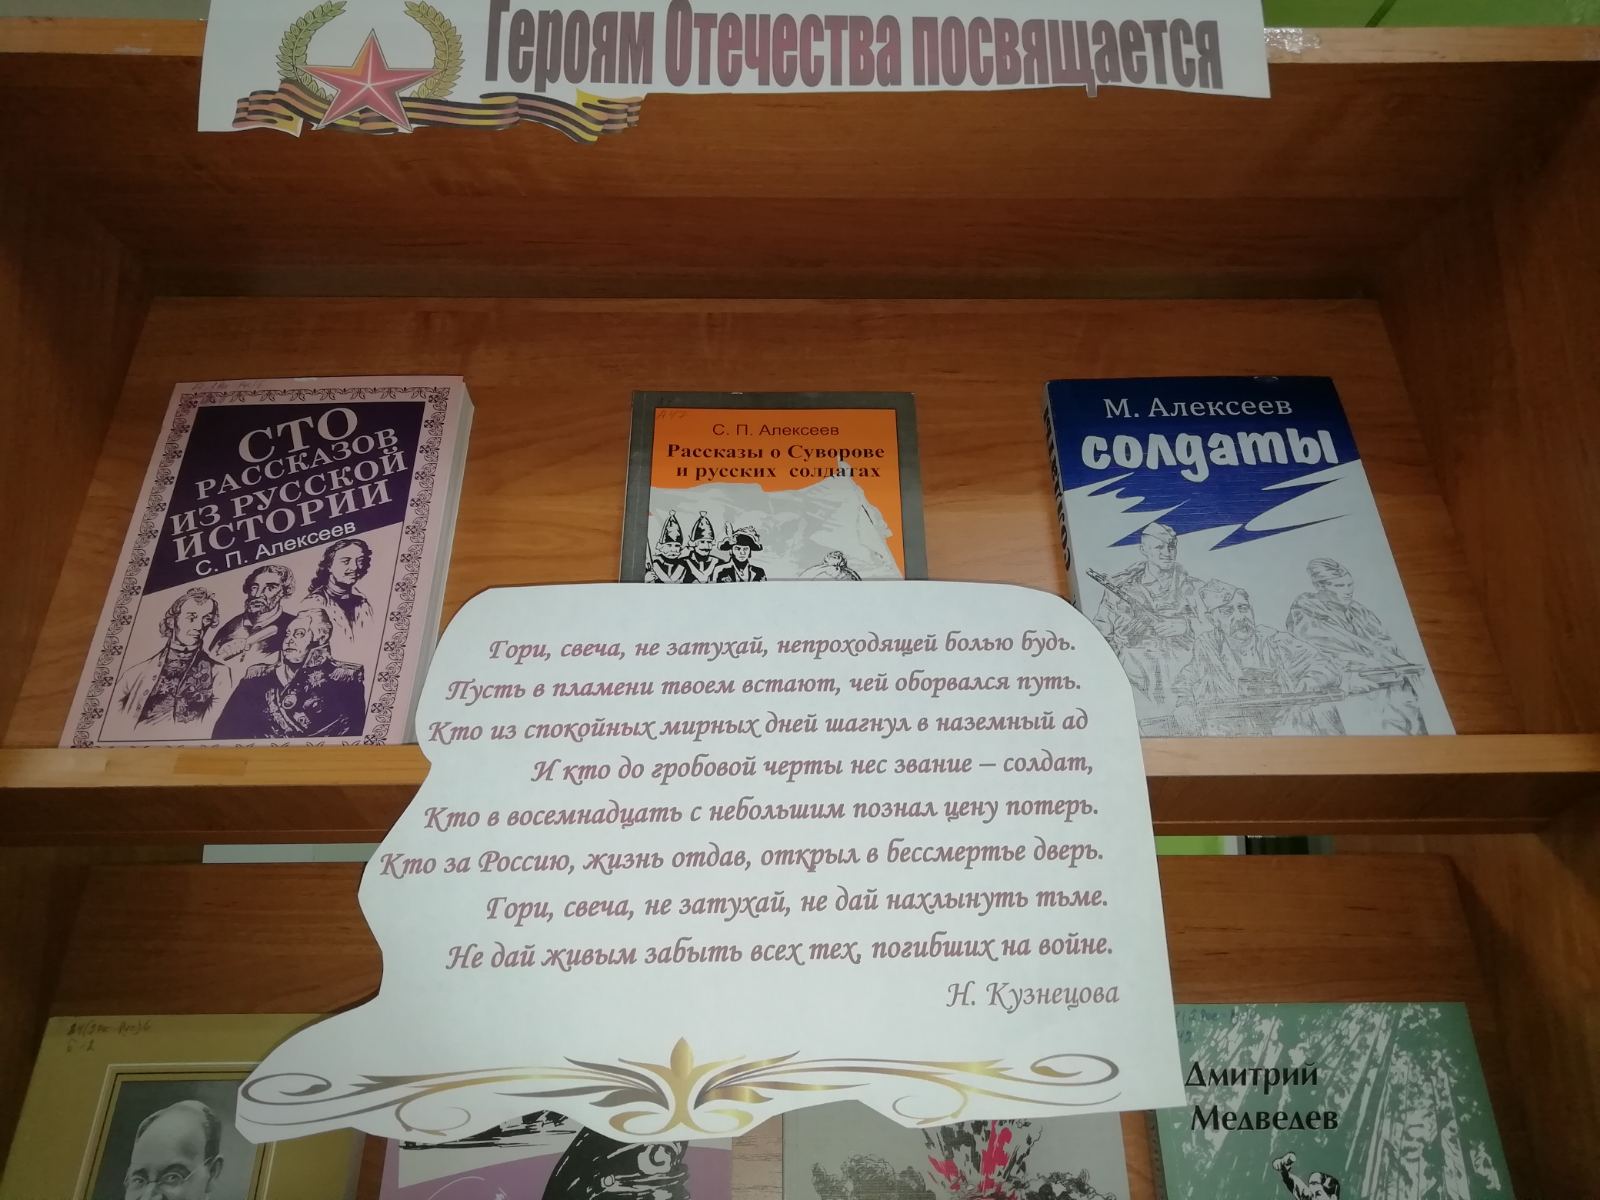 Героям Отечества посвящается
СТО
РАССКАЗОВ
ИЗ РУССКОЙ
ИСТОРИИ
С. П. Алексеев
С. П. Алексеев
Рассказы о Суворове
и русских солдатах
М. Алексеев
солдаты
Гори, свеча, не затухай, непроходящей болью будь.
Пусть в пламени твоем встают, чей оборвался путь.
Кто из спокойных мирных дней шагнул в наземный ад
И кто до гробовой черты нес звание – солдат,
Кто в восемнадцать с небольшим познал цену потерь.
Кто за Россию, жизнь отдав, открыл в бессмертье дверь.
Гори, свеча, не затухай, не дай нахлынуть тьме.
Не дай живым забыть всех тех, погибших на войне.
Н. Кузнецова
Дмитрий
Медведев